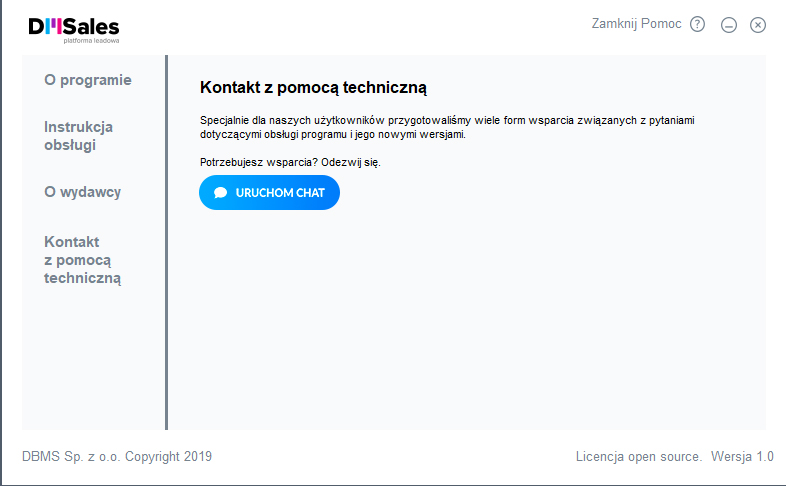 DMSales
platforma leadowa
Zamknij Pomoc ?
O programie
Instrukcja
obsługi
O wydawcy
Kontakt
z pomocą
techniczną
Kontakt z pomocą techniczną
Specjalnie dla naszych użytkowników przygotowaliśmy wiele form wsparcia związanych z pytaniami
dotyczącymi obsługi programu i jego nowymi wersjami.
Potrzebujesz wsparcia? Odezwij się.
URUCHOM CHAT
DBMS Sp. z o.o. Copyright 2019
Licencja open source. Wersja 1.0